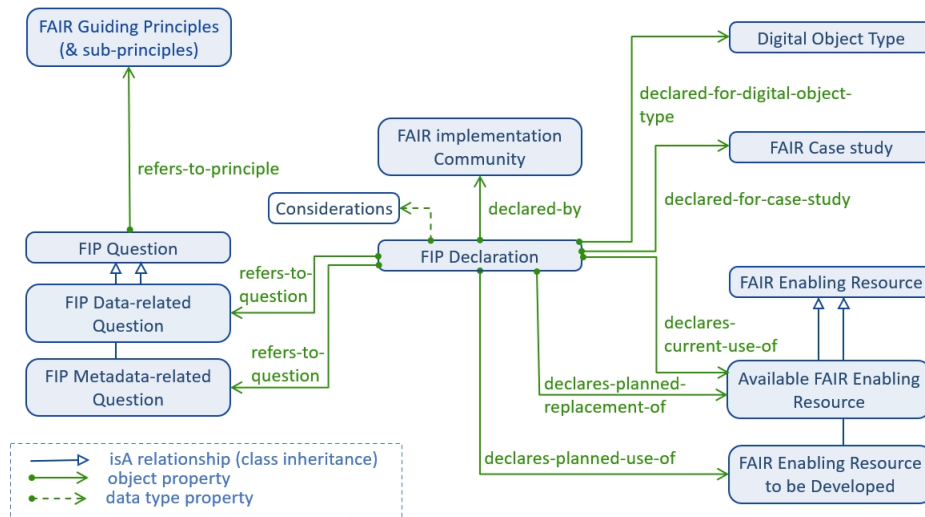 FAIR Guiding Principles
(& sub-principles)
Digital Object Type
declared-for-digital-object-
type
FAIR implementation
Community
FAIR Case study
refers-to-principle
Considerations
declared-by
declared-for-case-study
FIP Question
FIP Declaration
refers-to-
question
FAIR Enabling Resource
FIP Data-related
Question
declares-
current-use-of
refers-to-
question
FIP Metadata-related
Question
declares-planned-
replacement-of
Available FAIR Enabling
Resource
isA relationship (class inheritance)
object property
data type property
declares-planned-use-of
FAIR Enabling Resource
to be Developed